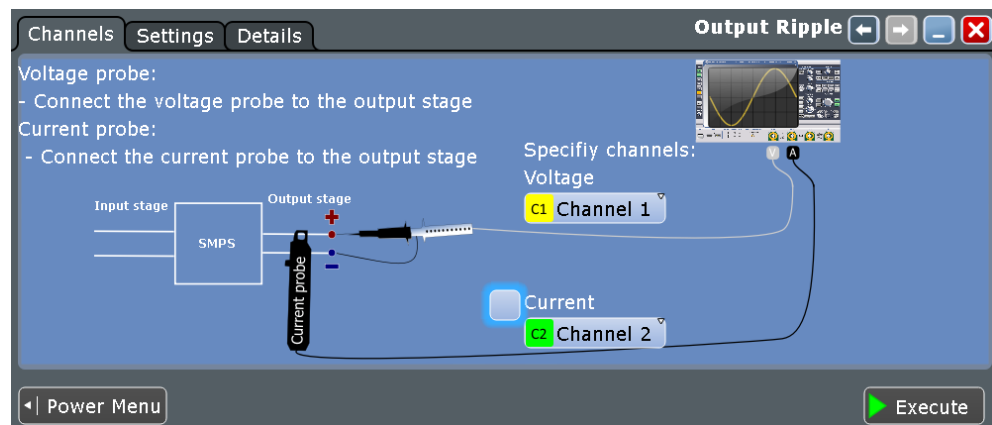 Channels Settings Details Output Ripple
Voltage probe:
- Connect the voltage probe to the output stage
Current probe:
- Connect the current probe to the output stage
Specifiy channels:
V A
Voltage
C1 Channel 1
Input stage
Output stage
+
SMPS
-
Current probe
Current
C2 Channel 2
Power Menu
Execute